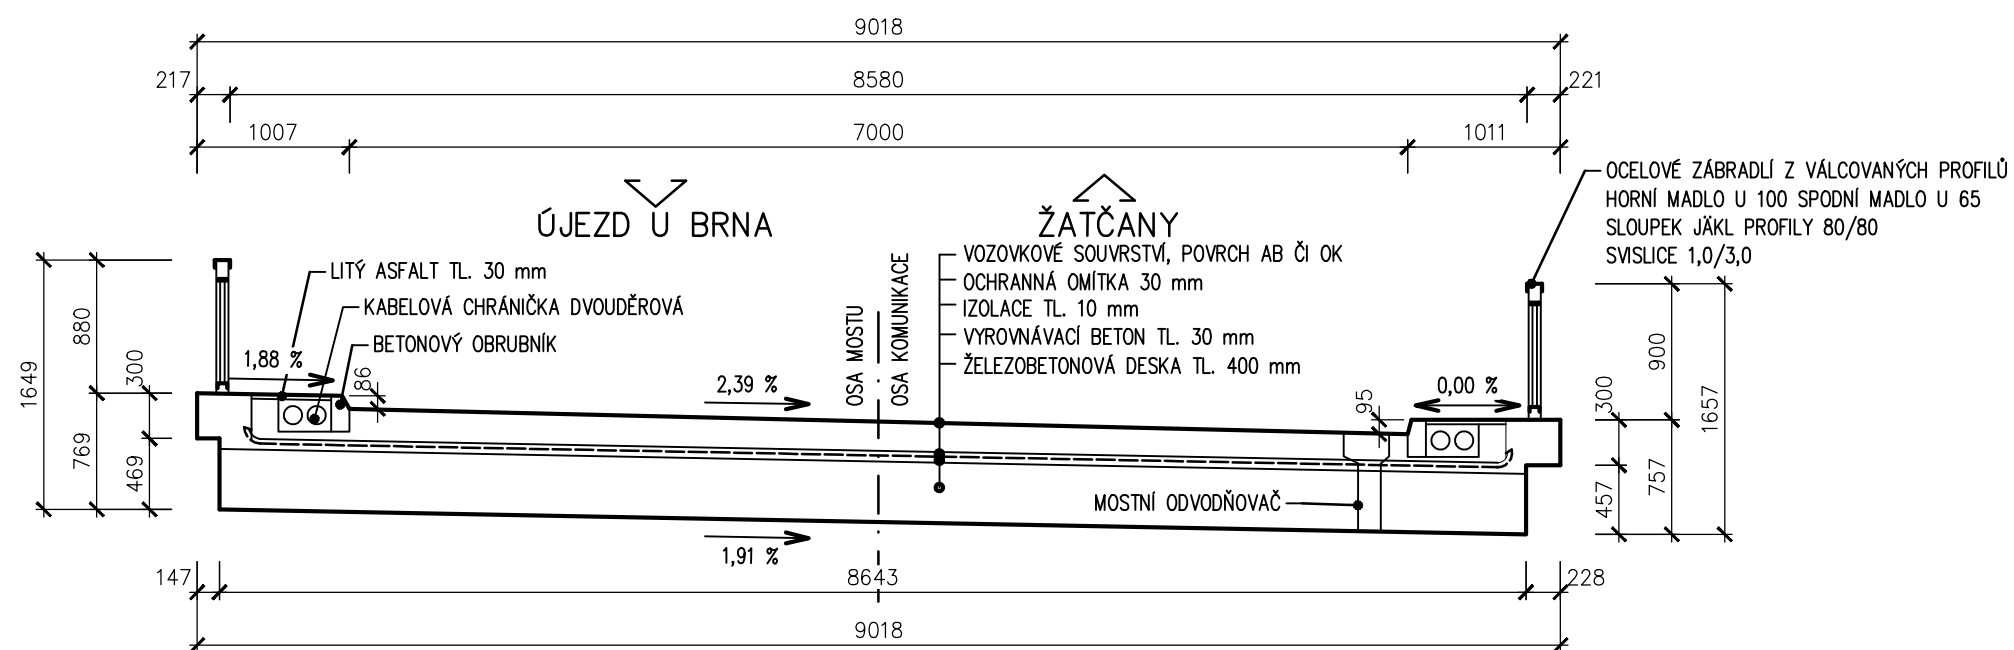 9018
217
8580
221
1007
7000
1011
OCELOVÉ ZÁBRADLÍ Z VÁLCOVANÝCH PROFILŮ
HORNÍ MADLO U 100 SPODNÍ MADLO U 65
SLOUPEK JÄKL PROFILY 80/80
SVISLICE 1,0/3,0
ÚJEZD U BRNA
ŽATČANY
VOZOVKOVÉ SOUVRSTVÍ, POVRCH AB ČI OK
OCHRANNÁ OMÍTKA 30 mm
IZOLACE TL. 10 mm
VYROVNÁVACÍ BETON TL. 30 mm
ŽELEZOBETONOVÁ DESKA TL. 400 mm
LITÝ ASFALT TL. 30 mm
KABELOVÁ CHRÁNIČKA DVOUDĚROVÁ
BETONOVÝ OBRUBNÍK
OSA MOSTU
OSA KOMUNIKACE
1649
880
769
300
469
1,88 %
86
2,39 %
95
0,00 %
300
457
900
757
1657
MOSTNÍ ODVODŇOVAČ
1,91 %
147
8643
228
9018